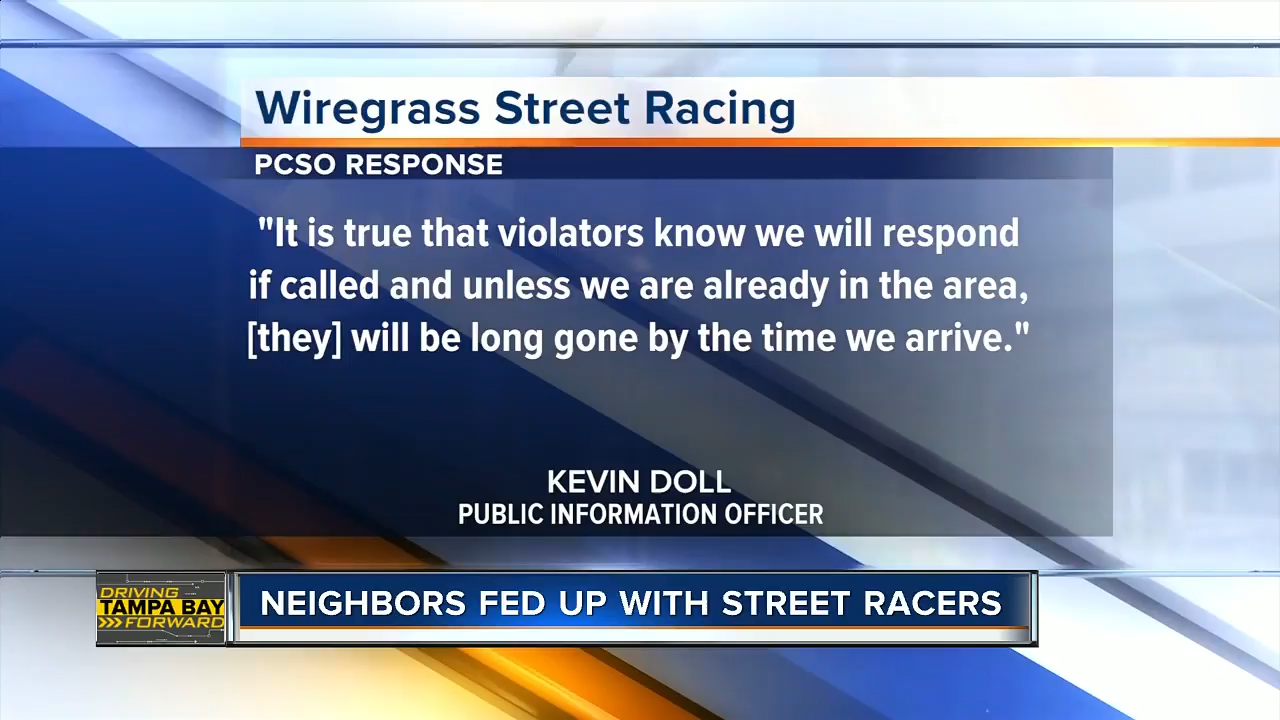 Wiregrass Street Racing
PCSO RESPONSE
"It is true that violators know we will respond
if called and unless we are already in the area,
[they] will be long gone by the time we arrive."
KEVIN DOLL
PUBLIC INFORMATION OFFICER
DRIVING
TAMPA BAY
>>> FORWARD
NEIGHBORS FED UP WITH STREET RACERS